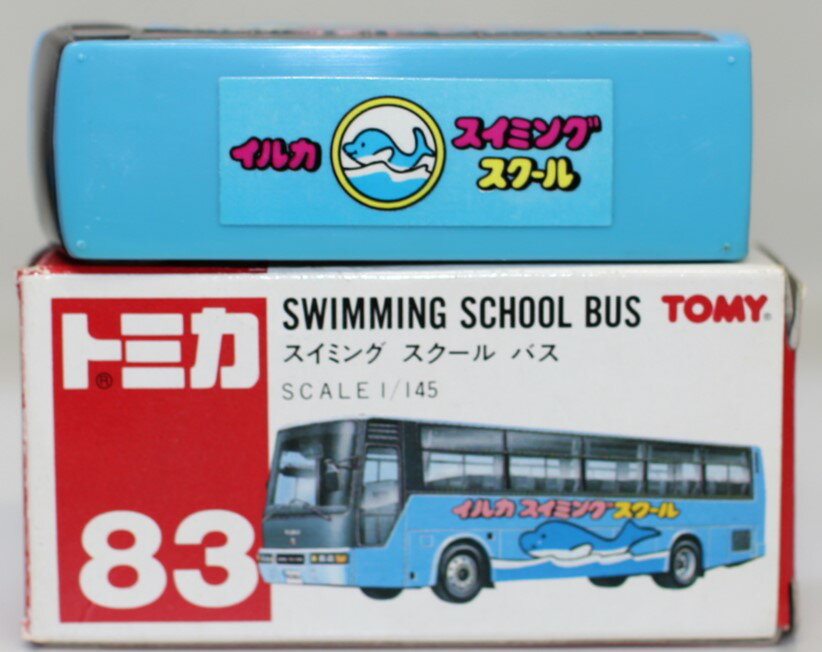 イルカ スイミング
スクール
SWIMMING SCHOOL BUS TOMY®
トミカ®
スイミング スクール バス
SCALE 1/145
83
イルカ スイミング スクール